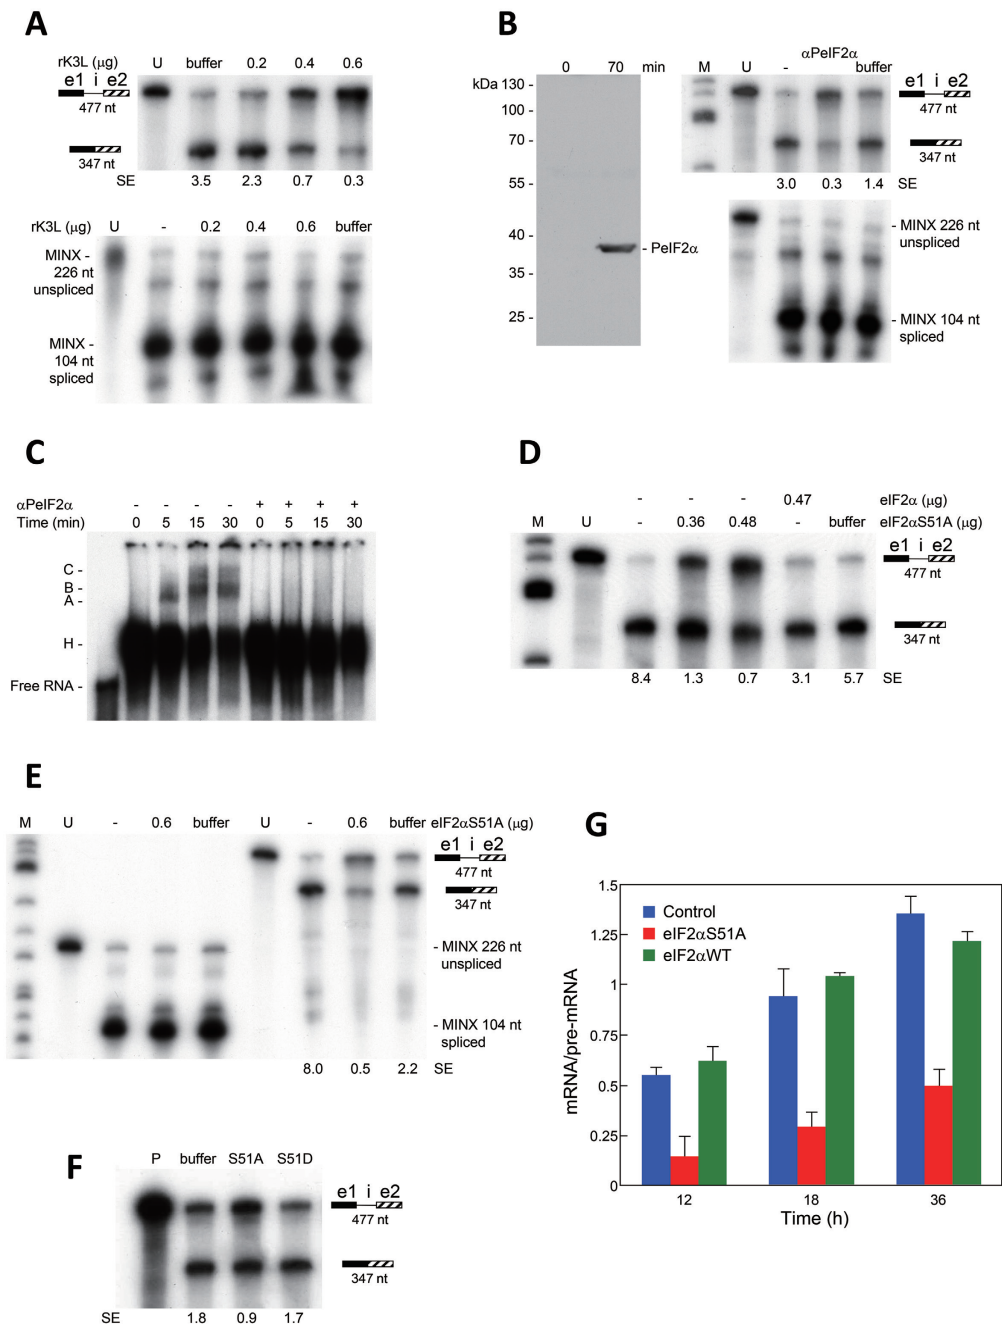 A
rK3L (μg) U buffer 0.2 0.4 0.6
e1 i e2
477 nt
347 nt
SE 3.5 2.3 0.7 0.3
rK3L (μg) U - 0.2 0.4 0.6 buffer
MINX -
226 nt
unspliced
MINX -
104 nt
spliced
B
0 70 min
kDa 130 -
100 -
70 -
55 -
40 -
35 -
25 -
- PeIF2α
αPeIF2α
M U - buffer
e1 i e2
477 nt
347 nt
3.0 0.3 1.4 SE
- MINX 226 nt
unspliced
- MINX 104 nt
spliced
C
αPeIF2α - - - - + + + +
Time (min) 0 5 15 30 0 5 15 30
C -
B -
A -
H -
Free RNA -
D
- - - 0.47 eIF2α (μg)
M U - 0.36 0.48 - buffer eIF2αS51A (μg)
e1 i e2
477 nt
347 nt
8.4 1.3 0.7 3.1 5.7 SE
E
M U - 0.6 buffer U - 0.6 buffer eIF2αS51A (μg)
e1 i e2
477 nt
347 nt
- MINX 226 nt
unspliced
- MINX 104 nt
spliced
8.0 0.5 2.2 SE
F
P buffer S51A S51D
e1 i e2
477 nt
347 nt
SE 1.8 0.9 1.7
G
1.5
1.25
1
0.75
0.5
0.25
0
mRNA/pre-mRNA
Control
eIF2αS51A
eIF2αWT
12 18 36
Time (h)